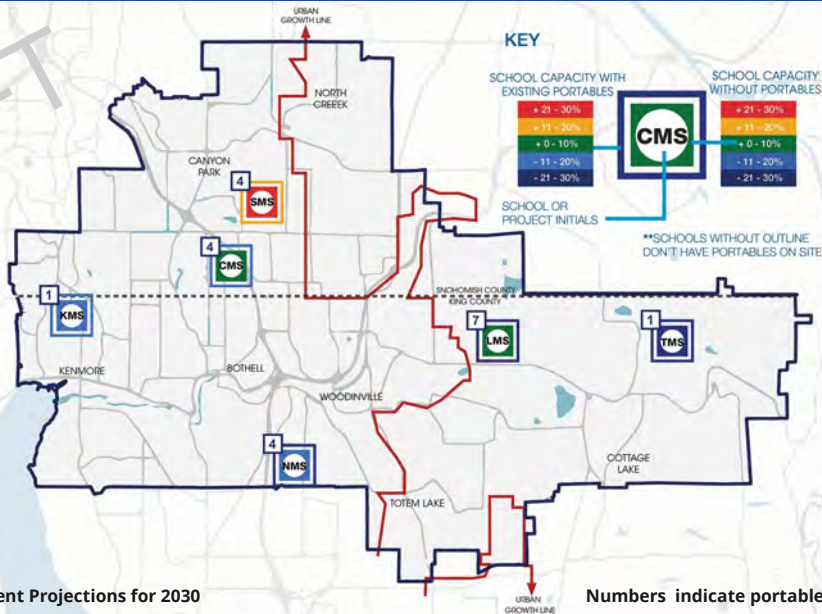 URBAN
GROWTH LINE
KEY
SCHOOL CAPACITY WITH
EXISTING PORTABLES
SCHOOL CAPACITY
WITHOUT PORTABLES
+ 21 - 30%
+ 11 - 20%
+ 0 - 10%
- 11 - 20%
- 21 - 30%
CMS
+ 21 - 30%
+ 11 - 20%
+ 0 - 10%
- 11 - 20%
- 21 - 30%
SCHOOL OR
PROJECT INITIALS
**SCHOOLS WITHOUT OUTLINE
DON'T HAVE PORTABLES ON SITE
NORTH
CREEEK
CANYON
PARK
4
SMS
4
CMS
SNOHOMISH COUNTY
KING COUNTY
1
KMS
7
LMS
1
TMS
KENMORE
BOTHELL
WOODINVILLE
4
NMS
COTTAGE
LAKE
TOTEM LAKE
ent Projections for 2030
Numbers indicate portable
URBAN
GROWTH LINE